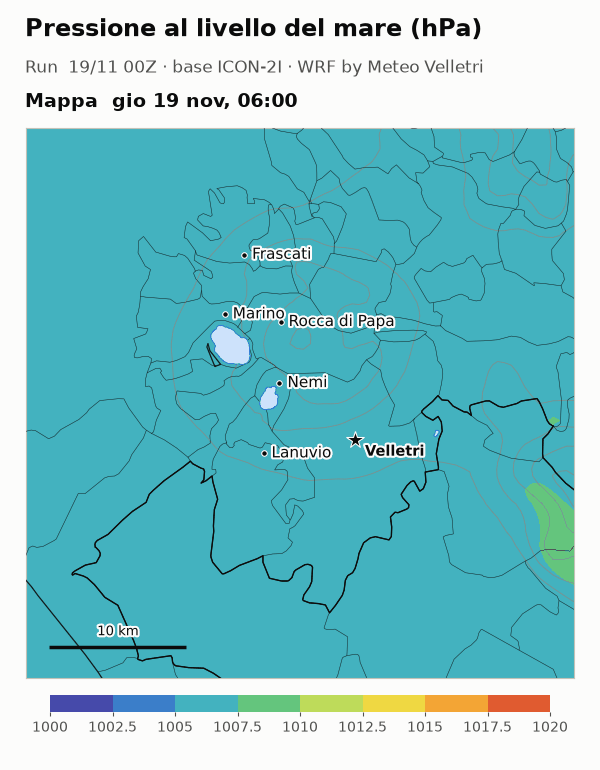 Pressione al livello del mare (hPa)
Run  19/11 00Z · base ICON-2I · WRF by Meteo Velletri
Mappa  gio 19 nov, 06:00
Frascati
Marino
Rocca di Papa
Nemi
Velletri
Lanuvio
10 km
1000 1002.5 1005 1007.5 1010 1012.5 1015 1017.5 1020